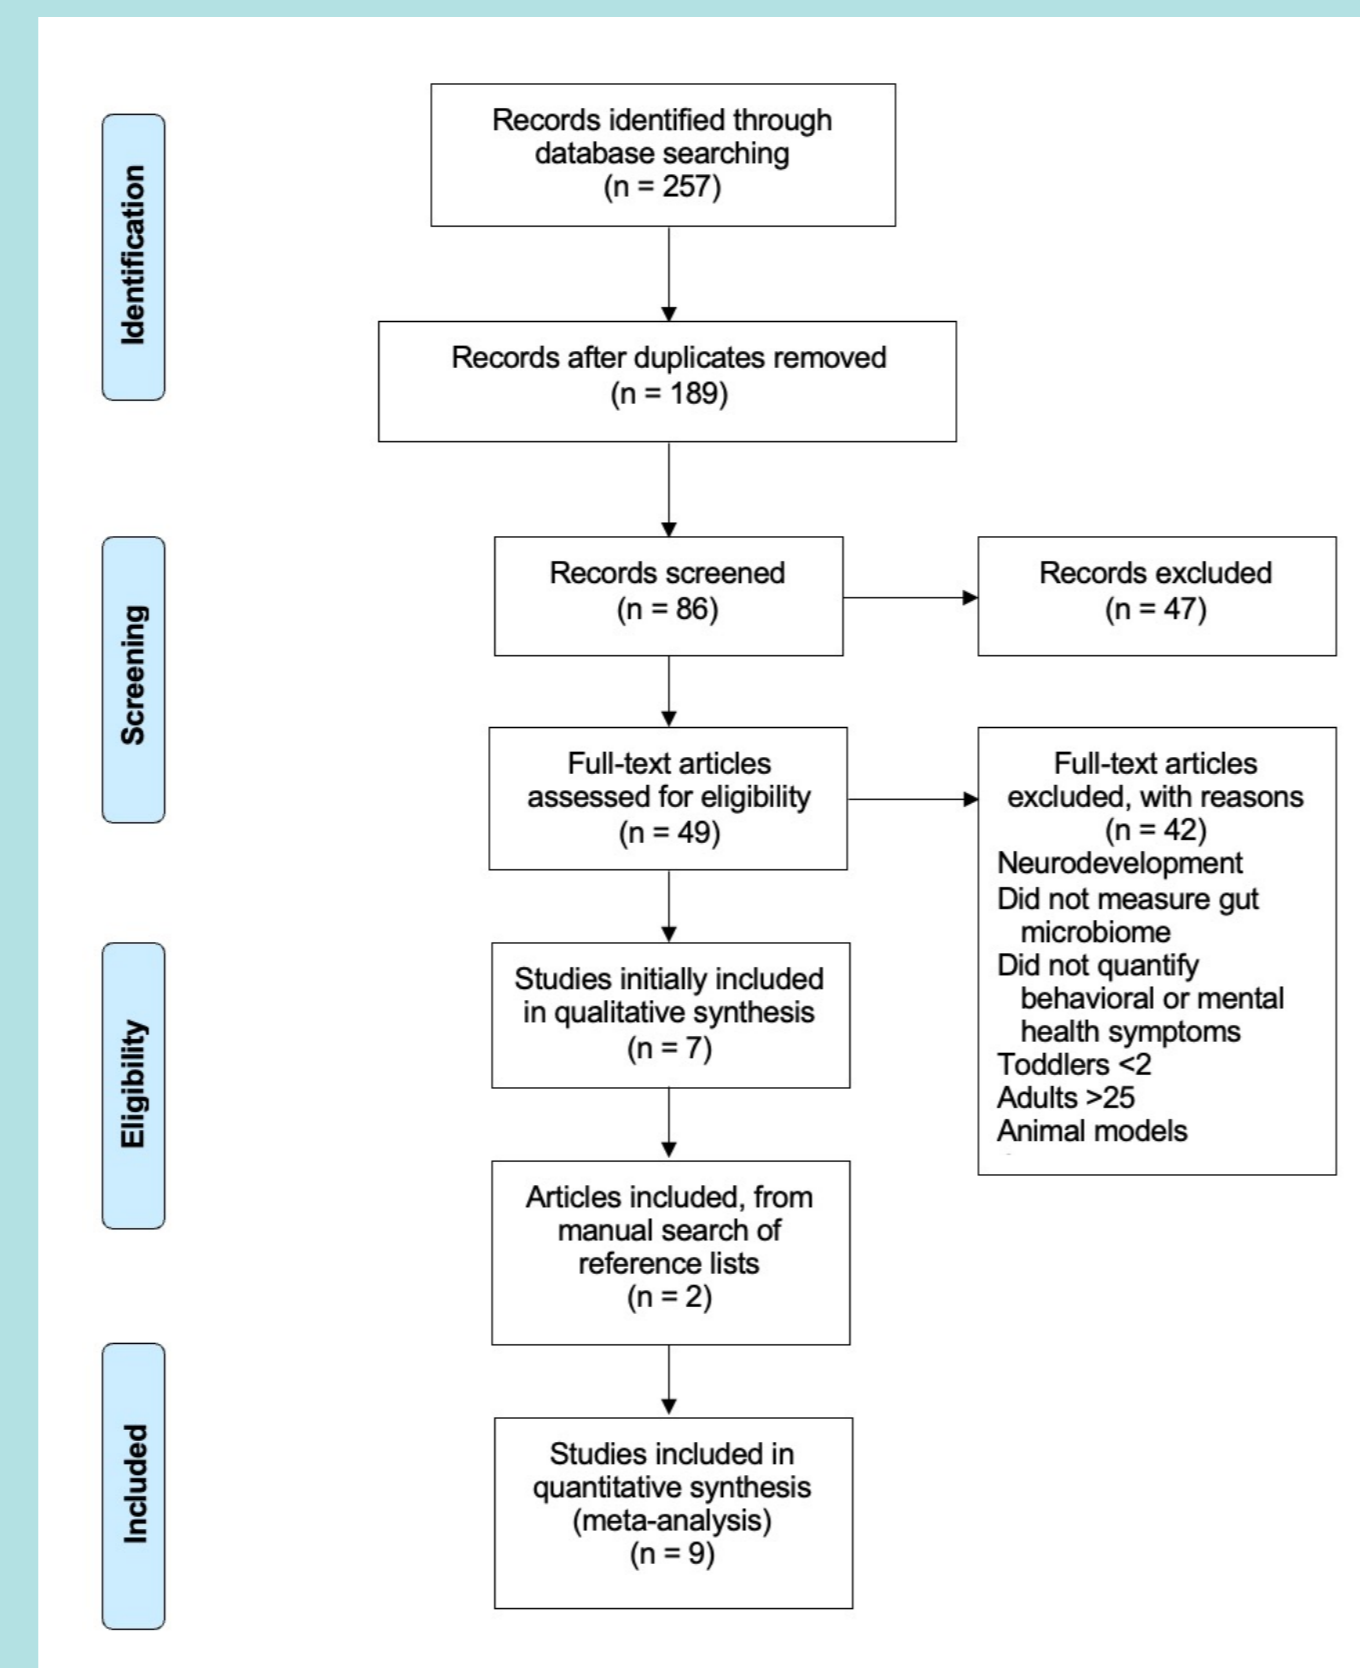 Identification
Records identified through
database searching
(n = 257)
Records after duplicates removed
(n = 189)
Screening
Records screened
(n = 86)
Records excluded
(n = 47)
Full-text articles
assessed for eligibility
(n = 49)
Full-text articles
excluded, with reasons
(n = 42)
Neurodevelopment
Did not measure gut
microbiome
Did not quantify
behavioral or mental
health symptoms
Toddlers <2
Adults >25
Animal models
Eligibility
Studies initially included
in qualitative synthesis
(n = 7)
Articles included, from
manual search of
reference lists
(n = 2)
Included
Studies included in
quantitative synthesis
(meta-analysis)
(n = 9)